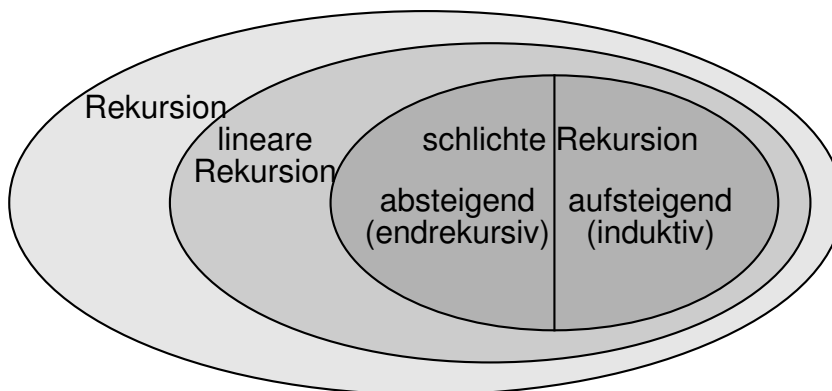 Rekursion
lineare
Rekursion
schlichte Rekursion
absteigend
(endrekursiv)
aufsteigend
(induktiv)